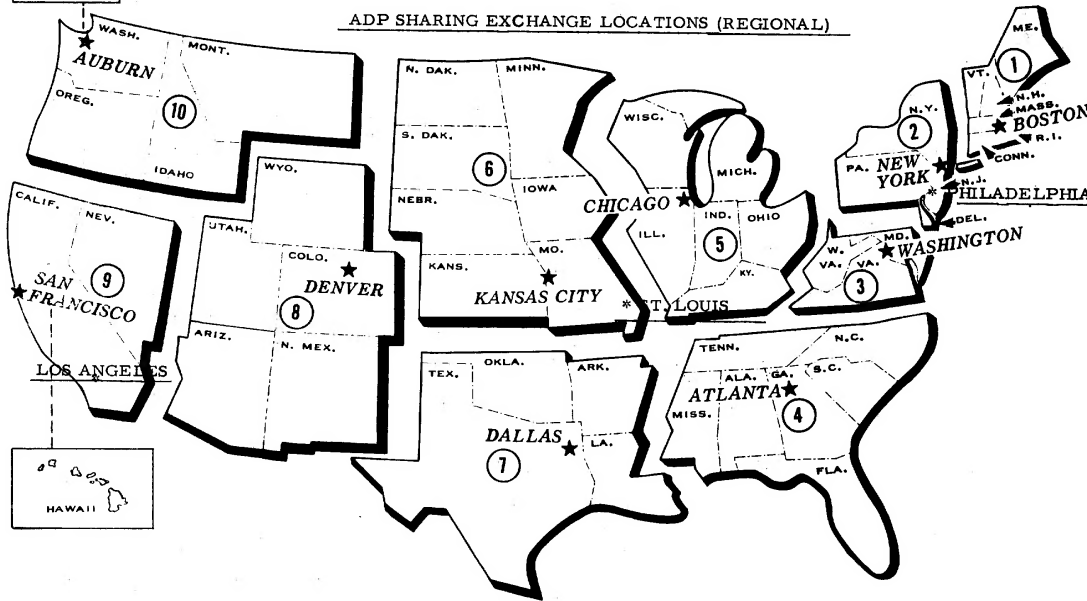 ADP SHARING EXCHANGE LOCATIONS (REGIONAL)
WASH.
MONT.
AUBURN
OREG.
10
IDAHO
N. DAK.
MINN.
S. DAK.
6
NEBR.
IOWA
KANS.
MO.
KANSAS CITY
WISC.
MICH.
CHICAGO
IND.
OHIO
ILL.
5
KY.
* ST. LOUIS
ME.
1
VT.
N.H.
MASS.
BOSTON
R.I.
CONN.
N.Y.
2
PA.
NEW
YORK
N.J.
* PHILADELPHIA
DEL.
MD.
WASHINGTON
W.
VA.
VA.
3
CALIF.
NEV.
9
SAN
FRANCISCO
LOS ANGELES
*
HAWAII
WYO.
UTAH.
COLO.
DENVER
8
ARIZ.
N. MEX.
OKLA.
TEX.
ARK.
DALLAS
LA.
7
TENN.
N.C.
ALA.
GA.
S.C.
ATLANTA
MISS.
4
FLA.